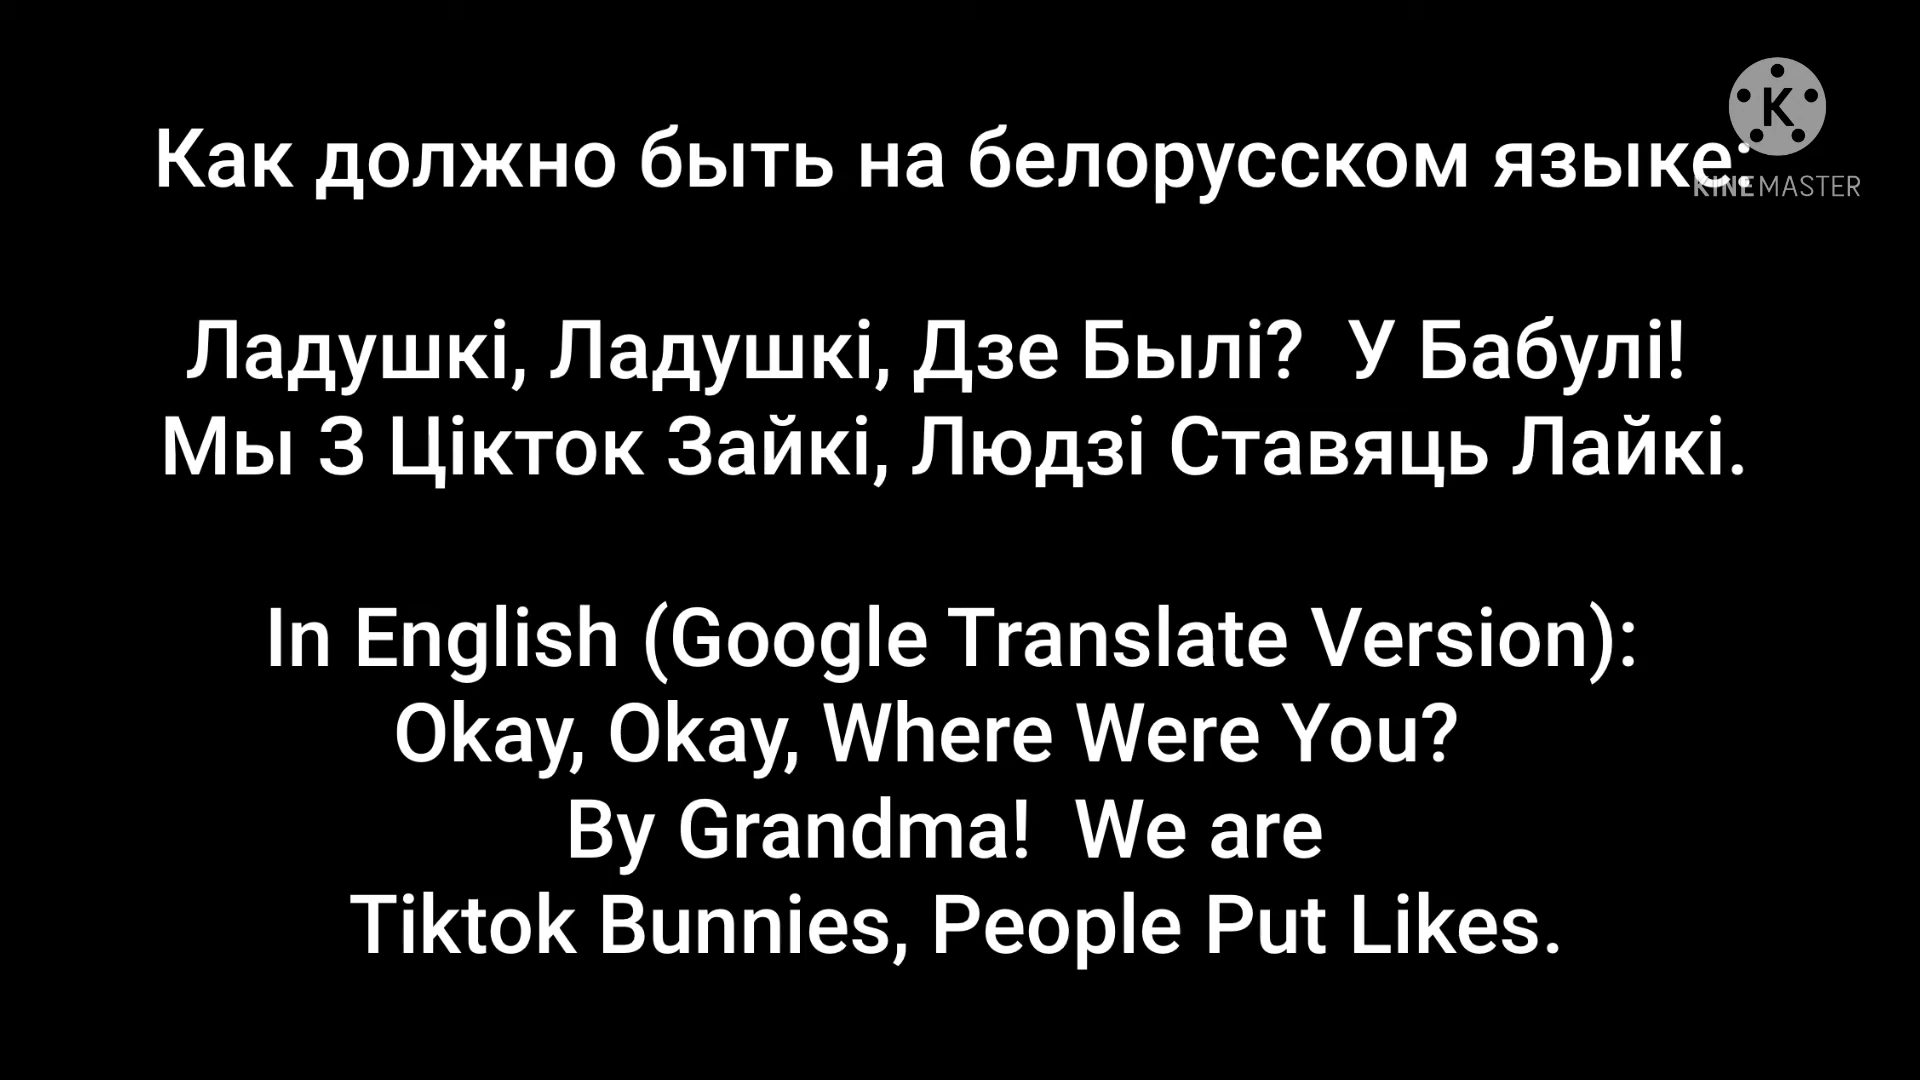 Как должно быть на белорусском языке:
K
KINEMASTER
Ладушкі, Ладушкі, Дзе Былі? У Бабулі!
Мы З Цікток Зайкі, Людзі Ставяць Лайкі.
In English (Google Translate Version):
Okay, Okay, Where Were You?
By Grandma! We are
Tiktok Bunnies, People Put Likes.